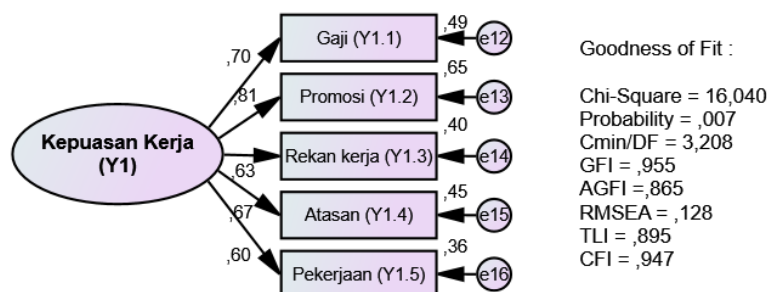 ,49
Gaji (Y1.1)
e12
,70
,65
,81
Promosi (Y1.2)
e13
Kepuasan Kerja
(Y1)
,40
Rekan kerja (Y1.3)
e14
,63
,45
Atasan (Y1.4)
e15
,67
,36
,60
Pekerjaan (Y1.5)
e16
Goodness of Fit :
Chi-Square = 16,040
Probability = ,007
Cmin/DF = 3,208
GFI = ,955
AGFI = ,865
RMSEA = ,128
TLI = ,895
CFI = ,947